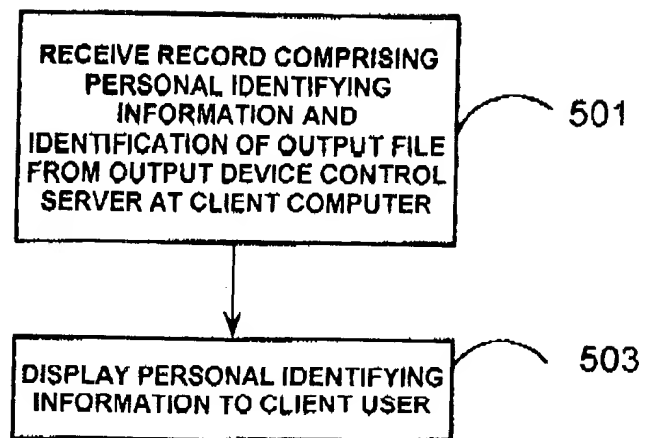 RECEIVE RECORD COMPRISING
PERSONAL IDENTIFYING
INFORMATION AND
IDENTIFICATION OF OUTPUT FILE
FROM OUTPUT DEVICE CONTROL
SERVER AT CLIENT COMPUTER
501
DISPLAY PERSONAL IDENTIFYING
INFORMATION TO CLIENT USER
503